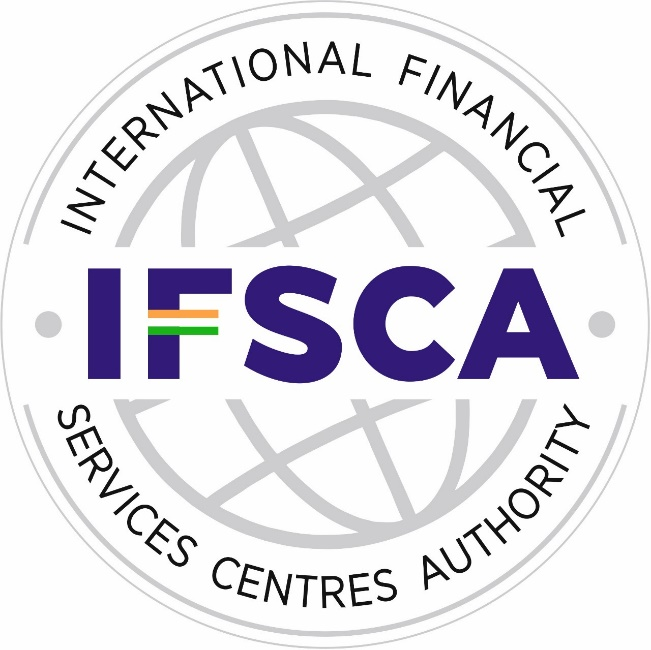 INTERNATIONAL FINANCIAL
IFSCA
SERVICES CENTRES AUTHORITY